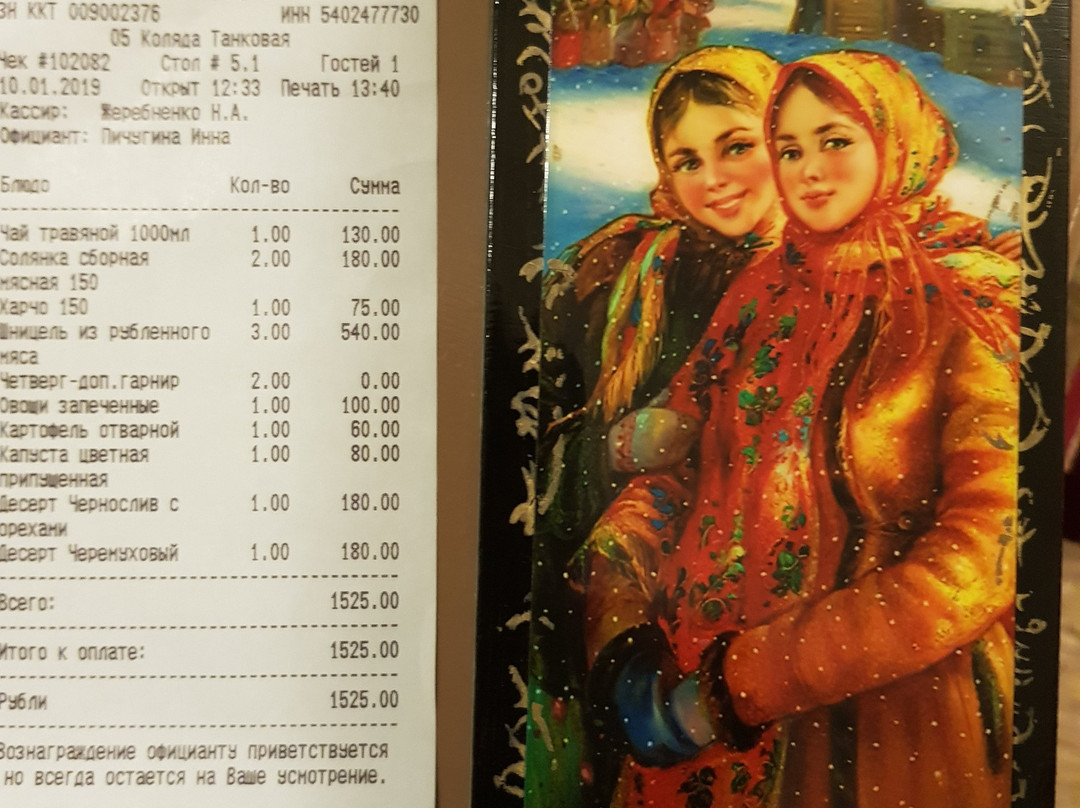 ЗН ККТ 009002376 ИНН 5402477730
05 Коляда Танковая
Чек #102082 Стол # 5.1 Гостей 1
10.01.2019 Открыт 12:33 Печать 13:40
Кассир: Жеребненко Н.А.
Официант: Пичугина Инна
Блюдо Кол-во Сумма
Чай травяной 1000мл 1.00 130.00
Солянка сборная 2.00 180.00
мясная 150
Харчо 150 1.00 75.00
Шницель из рубленного 3.00 540.00
мяса
Четверг-доп.гарнир 2.00 0.00
Овощи запеченные 1.00 100.00
Картофель отварной 1.00 60.00
Капуста цветная 1.00 80.00
припущенная
Десерт Чернослив с 1.00 180.00
орехами
Десерт Черемуховый 1.00 180.00
Всего: 1525.00
Итого к оплате: 1525.00
Рубли 1525.00
Вознаграждение официанту приветствуется
но всегда остается на Ваше усмотрение.